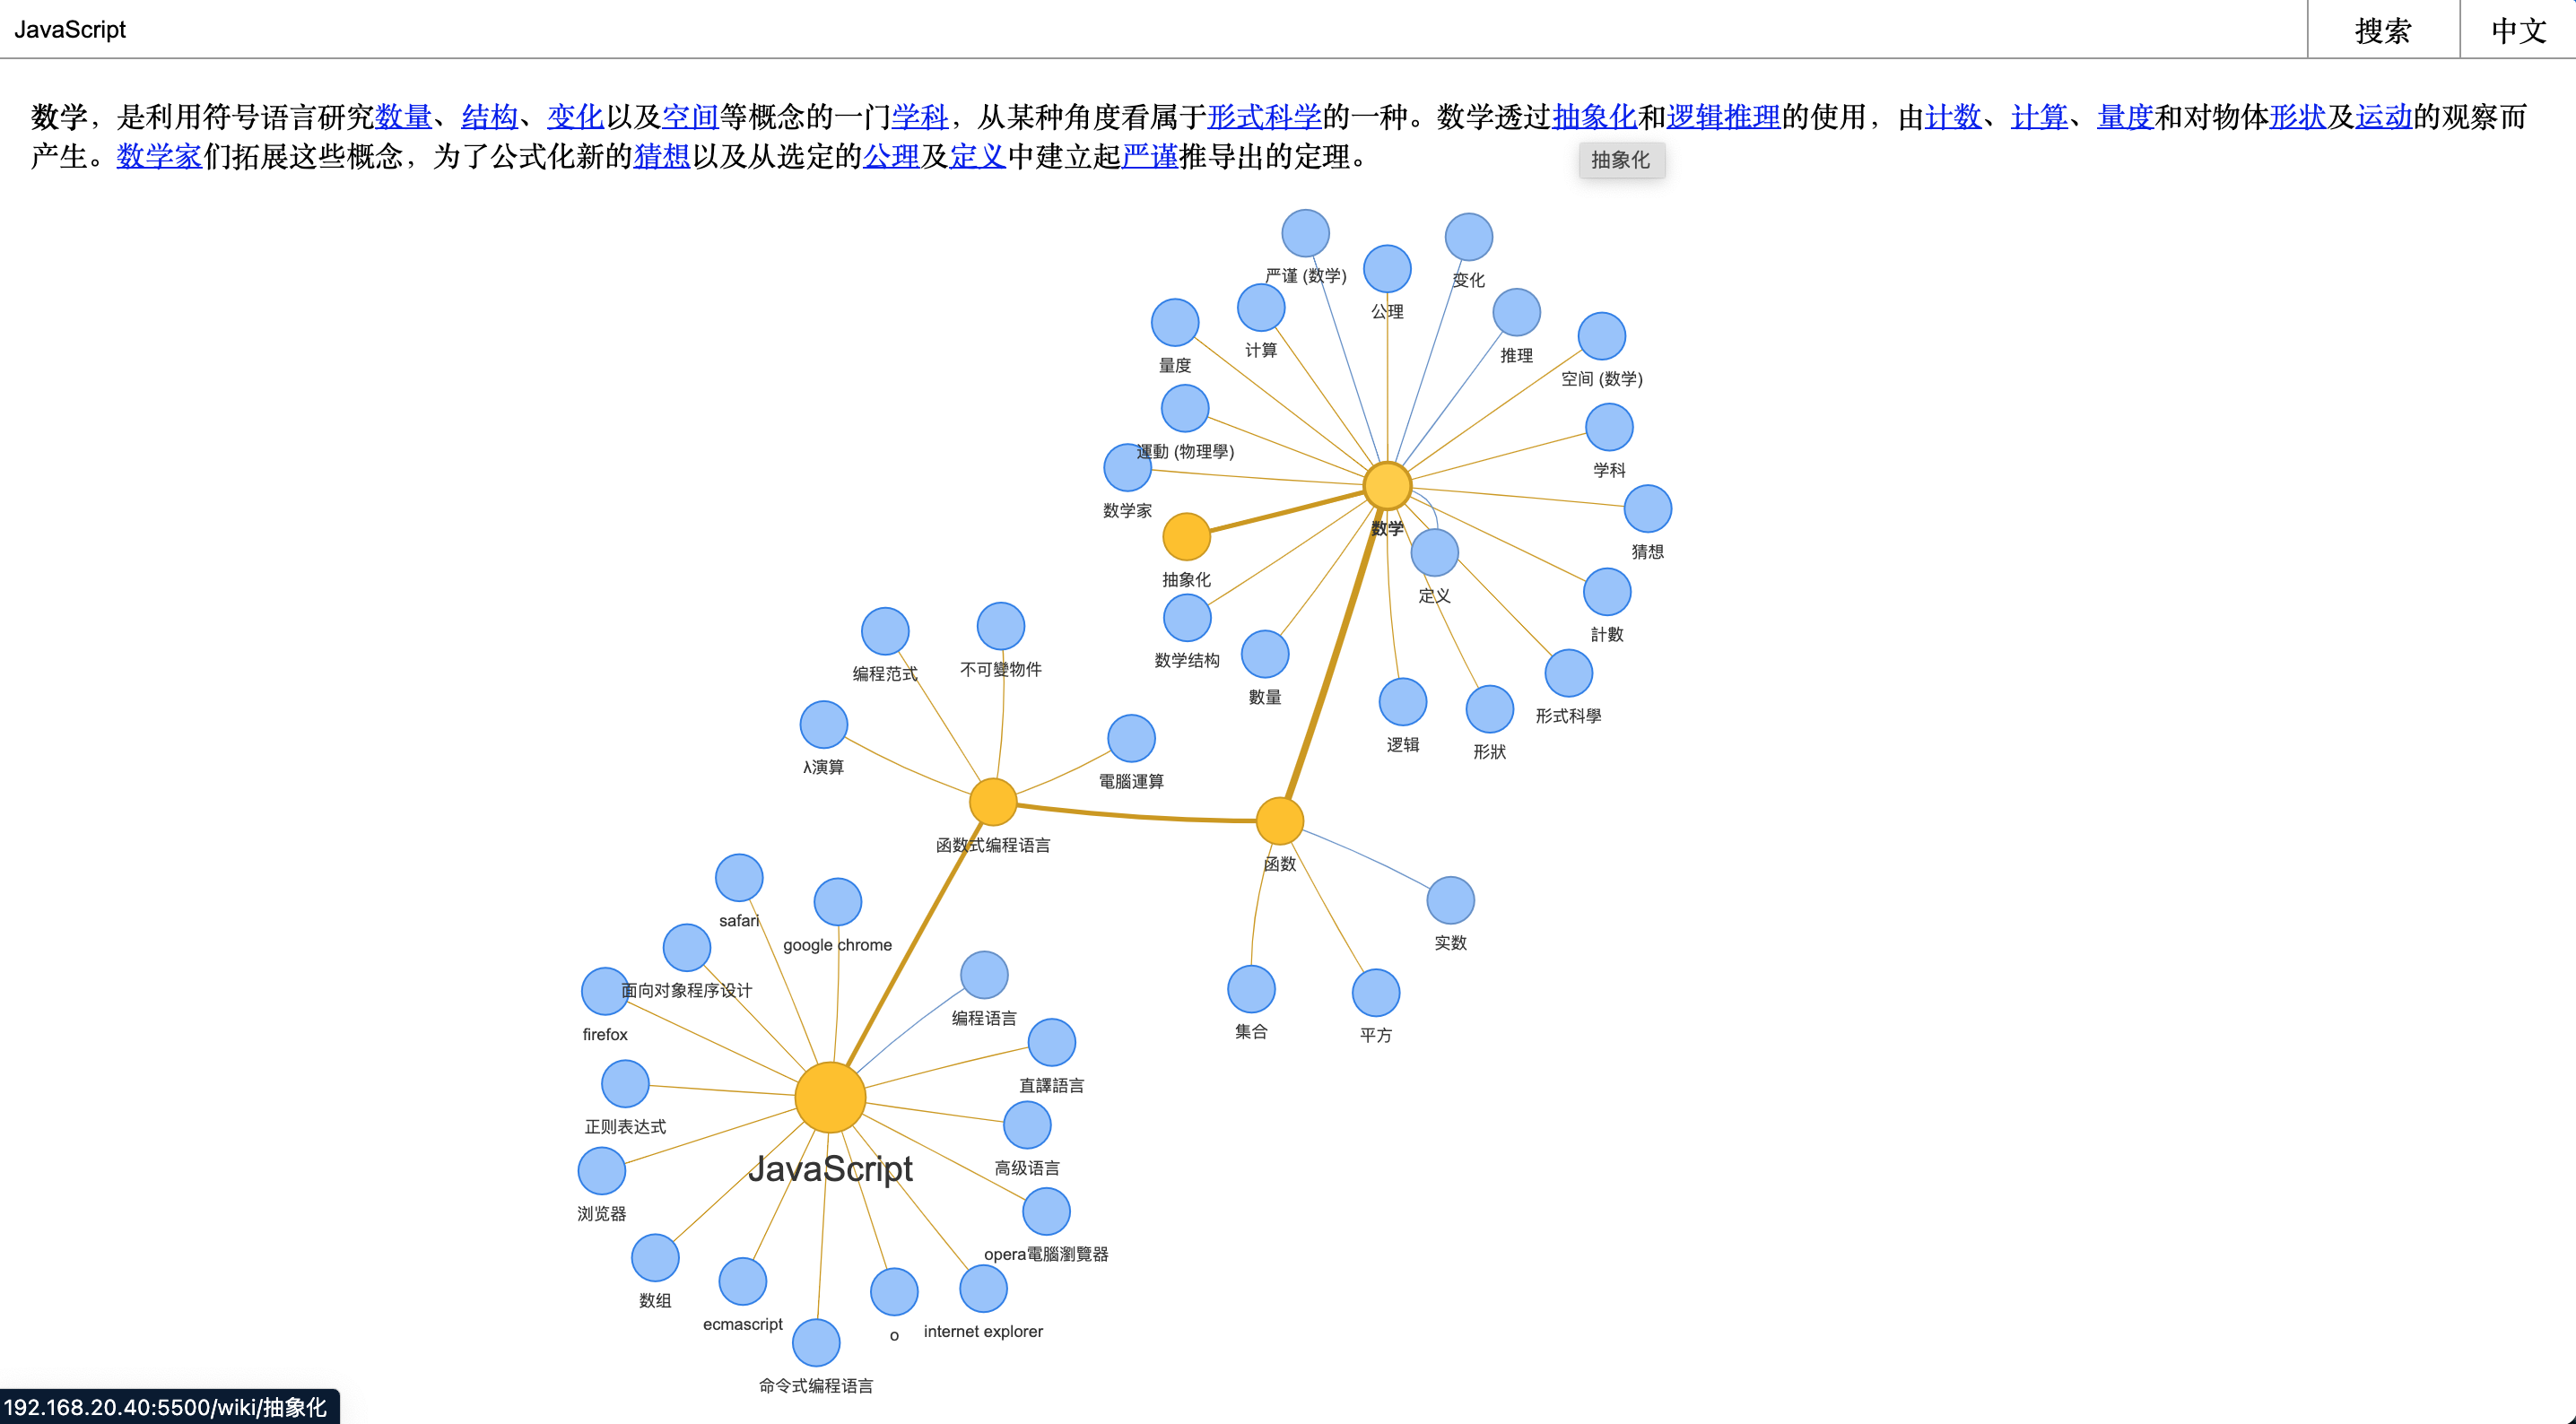 JavaScript
搜索
中文
数学，是利用符号语言研究数量、结构、变化以及空间等概念的一门学科，从某种角度看属于形式科学的一种。数学透过抽象化和逻辑推理的使用，由计数、计算、量度和对物体形状及运动的观察而
产生。数学家们拓展这些概念，为了公式化新的猜想以及从选定的公理及定义中建立起严谨推导出的定理。
抽象化
严谨 (数学)
变化
公理
计算
推理
量度
空间 (数学)
運動 (物理學)
学科
数学家
数学
猜想
抽象化
定义
計數
数学结构
编程范式
不可變物件
數量
形式科學
逻辑
形狀
λ演算
電腦運算
函数式编程语言
函数
safari
google chrome
实数
面向对象程序设计
编程语言
firefox
集合
平方
直譯語言
正则表达式
高级语言
JavaScript
浏览器
opera電腦瀏覽器
数组
ecmascript
o
internet explorer
命令式编程语言
192.168.20.40:5500/wiki/抽象化